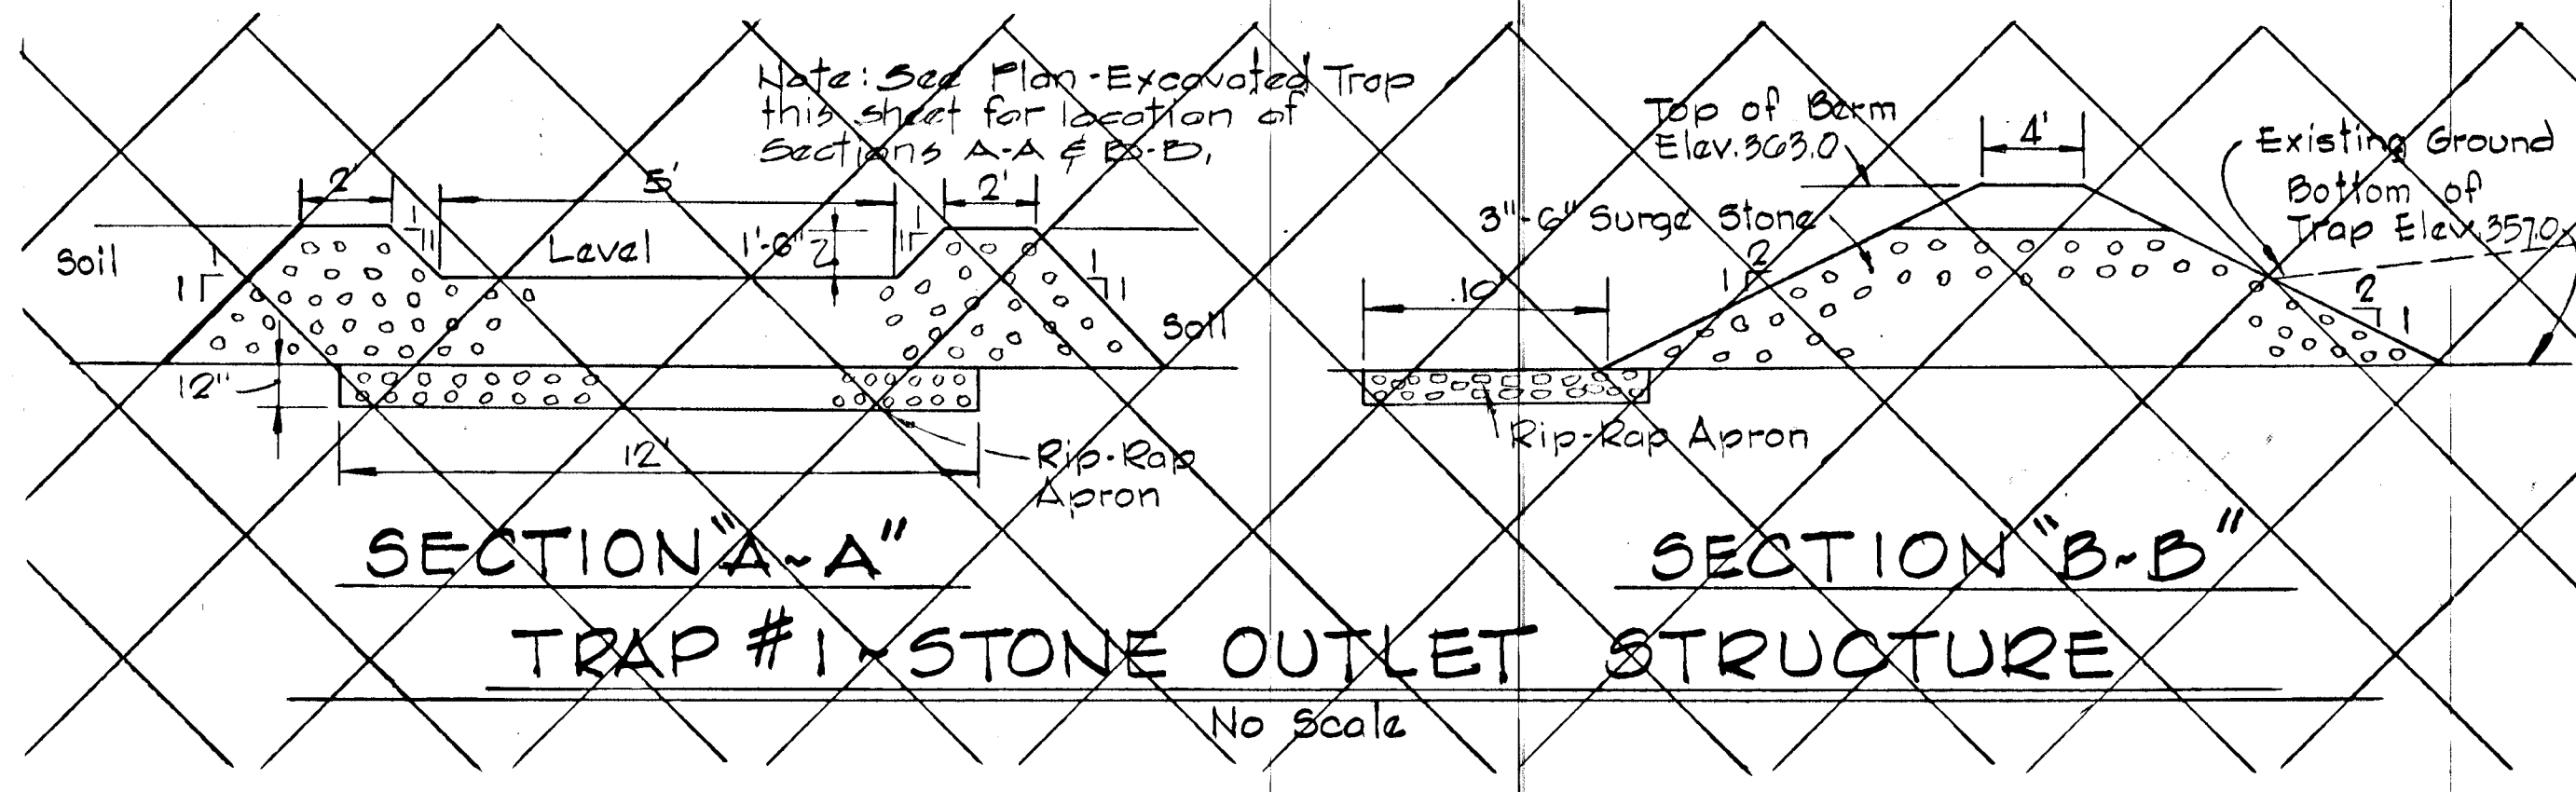 Note: See Plan-Excavated Trap
this sheet for location of
Sections A-A & B-B.
2'
5'
2'
1
1
1
1
Soil
Level
1'-6"
1
1
1
1
Soil
12"
12'
Rip-Rap
Apron
SECTION "A~A"
Top of Berm
Elev. 363.0
4'
Existing Ground
Bottom of
Trap Elev. 357.0
3"-6" Surge Stone
2
1
10'
2
1
Rip-Rap Apron
SECTION "B~B"
TRAP #1~STONE OUTLET STRUCTURE
No Scale